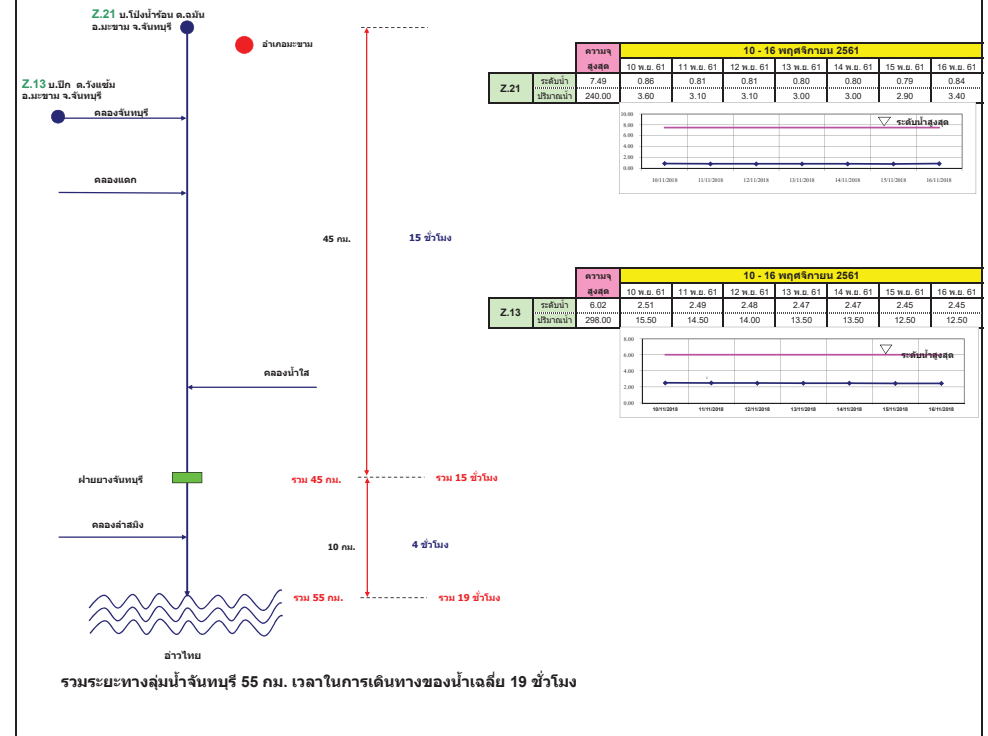 Z.21 บ.โป่งน้ำร้อน ต.ฉมัน
อ.มะขาม จ.จันทบุรี
อำเภอมะขาม
Z.13 บ.ปึก ต.วังแซ้ม
อ.มะขาม จ.จันทบุรี
คลองจันทบุรี
คลองแตก
45 กม. 15 ชั่วโมง
คลองน้ำใส
ฝายยางจันทบุรี
รวม 45 กม. รวม 15 ชั่วโมง
คลองลำสมิง
10 กม. 4 ชั่วโมง
รวม 55 กม. รวม 19 ชั่วโมง
อ่าวไทย
รวมระยะทางลุ่มน้ำจันทบุรี 55 กม. เวลาในการเดินทางของน้ำเฉลี่ย 19 ชั่วโมง
ความจุ 10 - 16 พฤศจิกายน 2561
สูงสุด 10 พ.ย. 61 11 พ.ย. 61 12 พ.ย. 61 13 พ.ย. 61 14 พ.ย. 61 15 พ.ย. 61 16 พ.ย. 61
Z.21 ระดับน้ำ 7.49 0.86 0.81 0.81 0.80 0.80 0.79 0.84
ปริมาณน้ำ 240.00 3.60 3.10 3.10 3.00 3.00 2.90 3.40
ระดับน้ำสูงสุด
10.00
8.00
6.00
4.00
2.00
0.00
10/11/2018 11/11/2018 12/11/2018 13/11/2018 14/11/2018 15/11/2018 16/11/2018
ความจุ 10 - 16 พฤศจิกายน 2561
สูงสุด 10 พ.ย. 61 11 พ.ย. 61 12 พ.ย. 61 13 พ.ย. 61 14 พ.ย. 61 15 พ.ย. 61 16 พ.ย. 61
Z.13 ระดับน้ำ 6.02 2.51 2.49 2.48 2.47 2.47 2.45 2.45
ปริมาณน้ำ 298.00 15.50 14.50 14.00 13.50 13.50 12.50 12.50
ระดับน้ำสูงสุด
8.00
6.00
4.00
2.00
0.00
10/11/2018 11/11/2018 12/11/2018 13/11/2018 14/11/2018 15/11/2018 16/11/2018